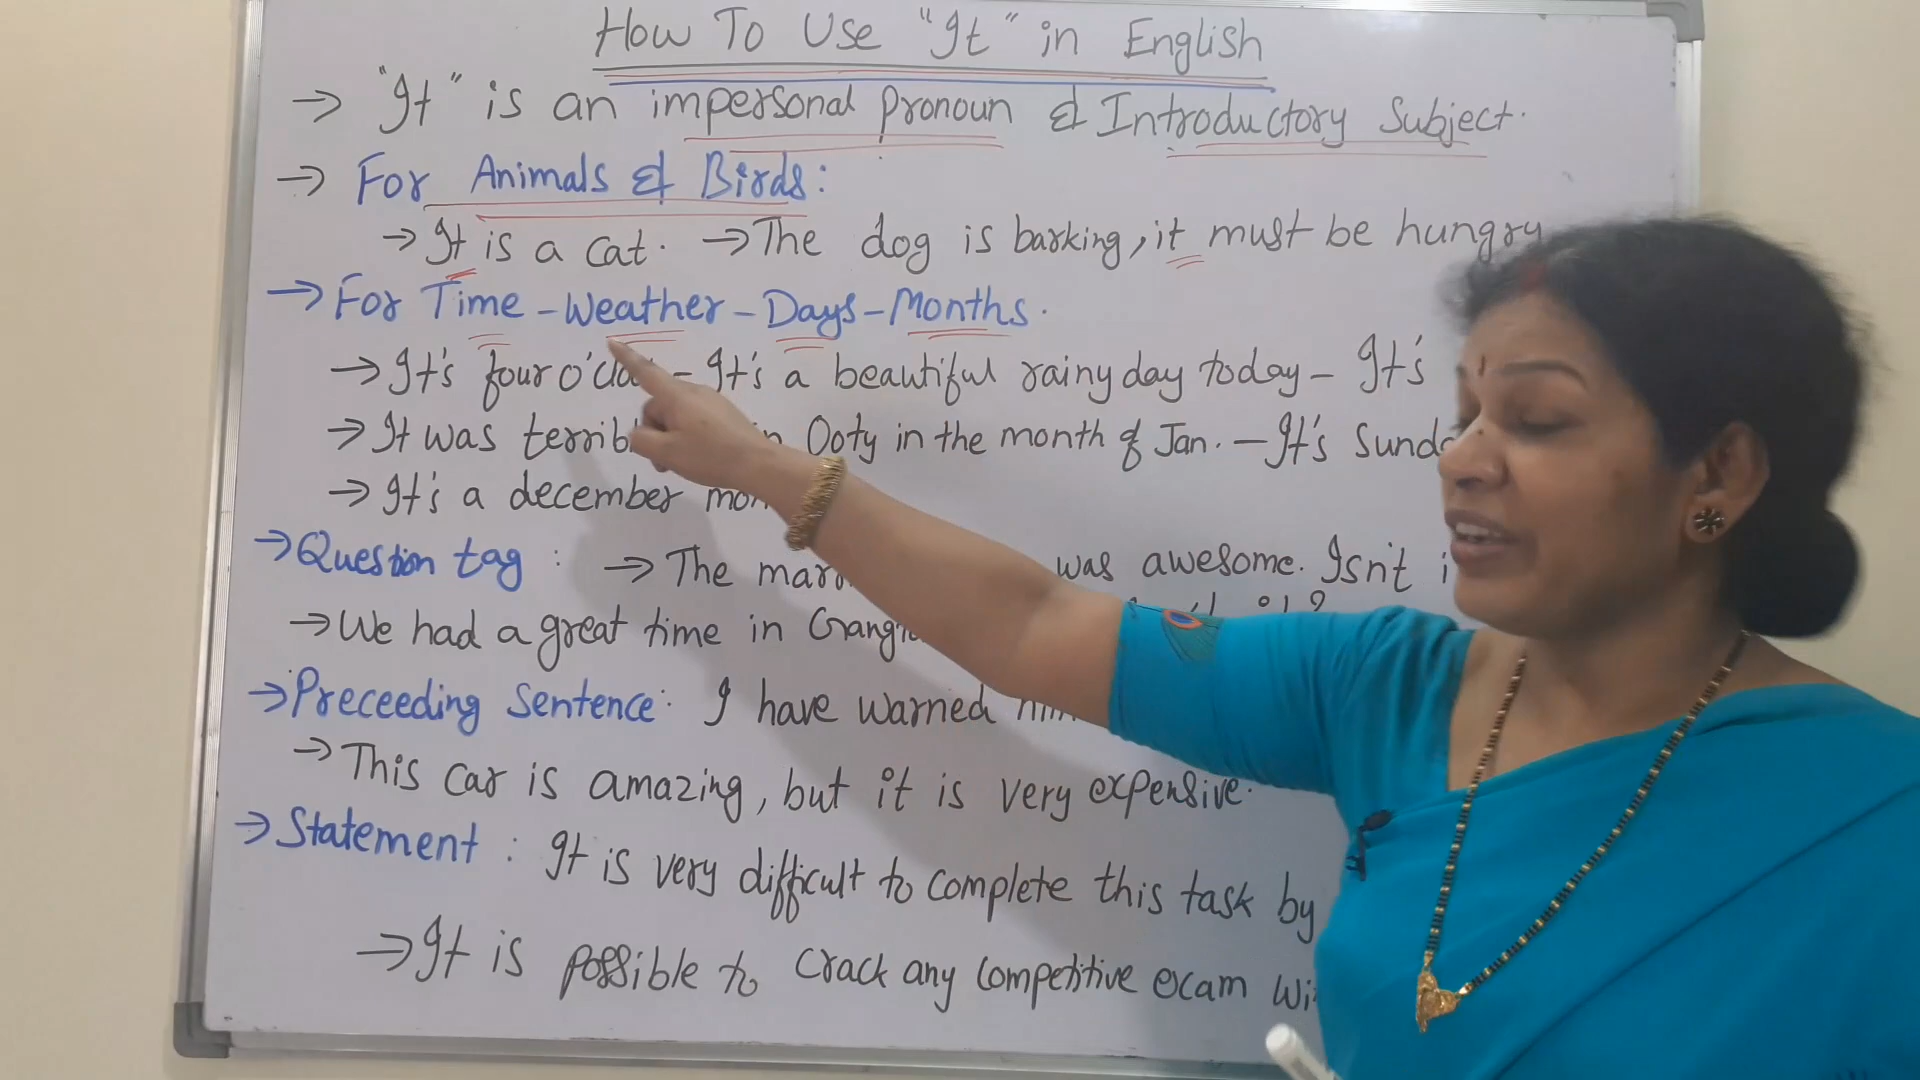 How To Use "It" in English
→ "It" is an impersonal pronoun & Introductory Subject.
→ For Animals & Birds:
→ It is a cat. → The dog is barking, it must be hungry
→ For Time - Weather - Days - Months.
→ It's four o'clo - It's a beautiful rainy day today - It's
→ It was in Ooty in the month of Jan. - It's
→ It's a december
→ Question tag : → The was awesome. Isn't
→ We had a great time in
→ Preceeding Sentence: I have warned
→ This car is amazing, but it is very expensive.
→ Statement : It is very difficult to complete this task by
→ It is possible to crack any competitive exam